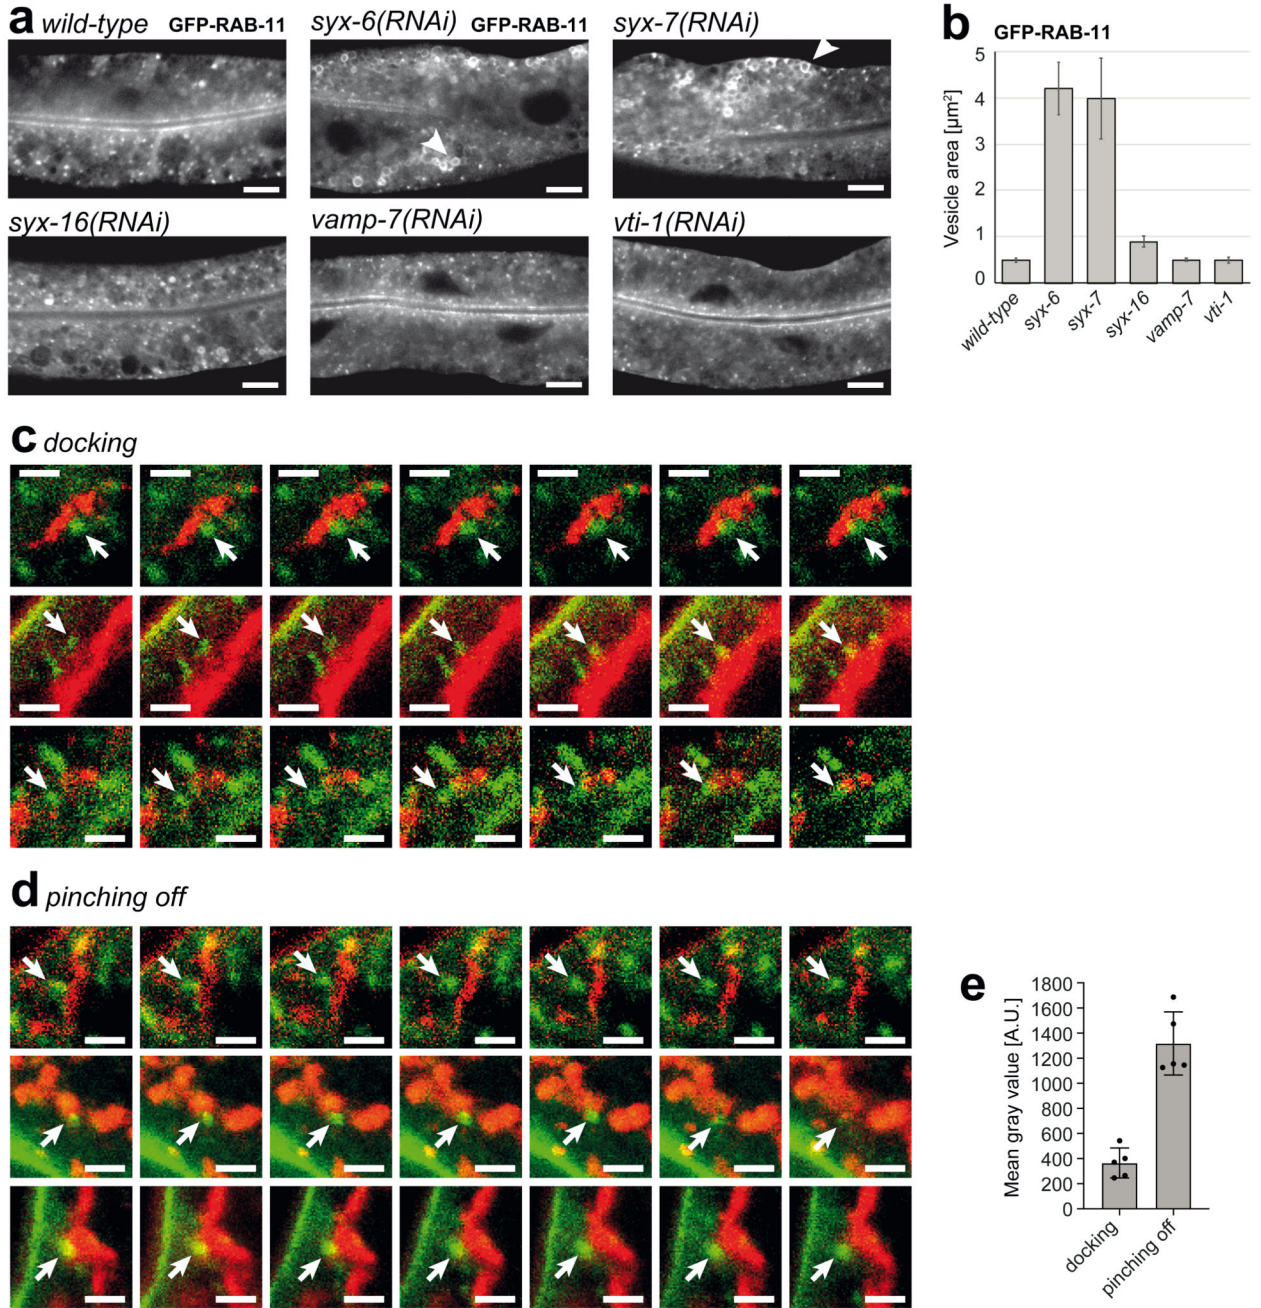 a wild-type GFP-RAB-11 syx-6(RNAi) GFP-RAB-11 syx-7(RNAi)
syx-16(RNAi) vamp-7(RNAi) vti-1(RNAi)
b GFP-RAB-11
Vesicle area [µm²]
5
4
3
2
1
0
wild-type syx-6 syx-7 syx-16 vamp-7 vti-1
c docking
d pinching off
e
Mean gray value [A.U.]
1800
1600
1400
1200
1000
800
600
400
200
0
docking pinching off